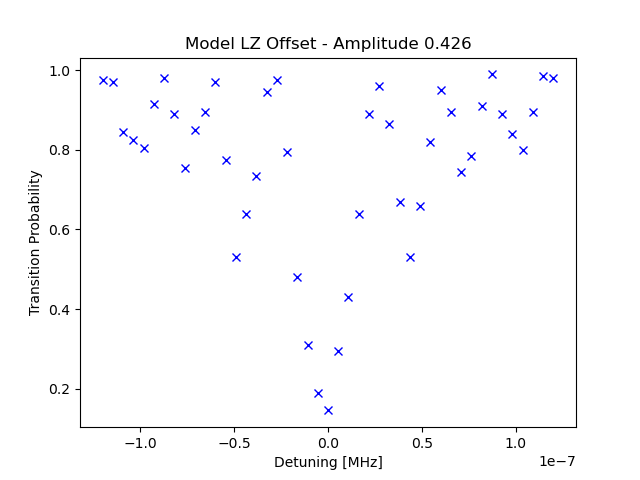 Model LZ Offset - Amplitude 0.426
Transition Probability
1.0
0.8
0.6
0.4
0.2
−1.0 −0.5 0.0 0.5 1.0
1e−7
Detuning [MHz]